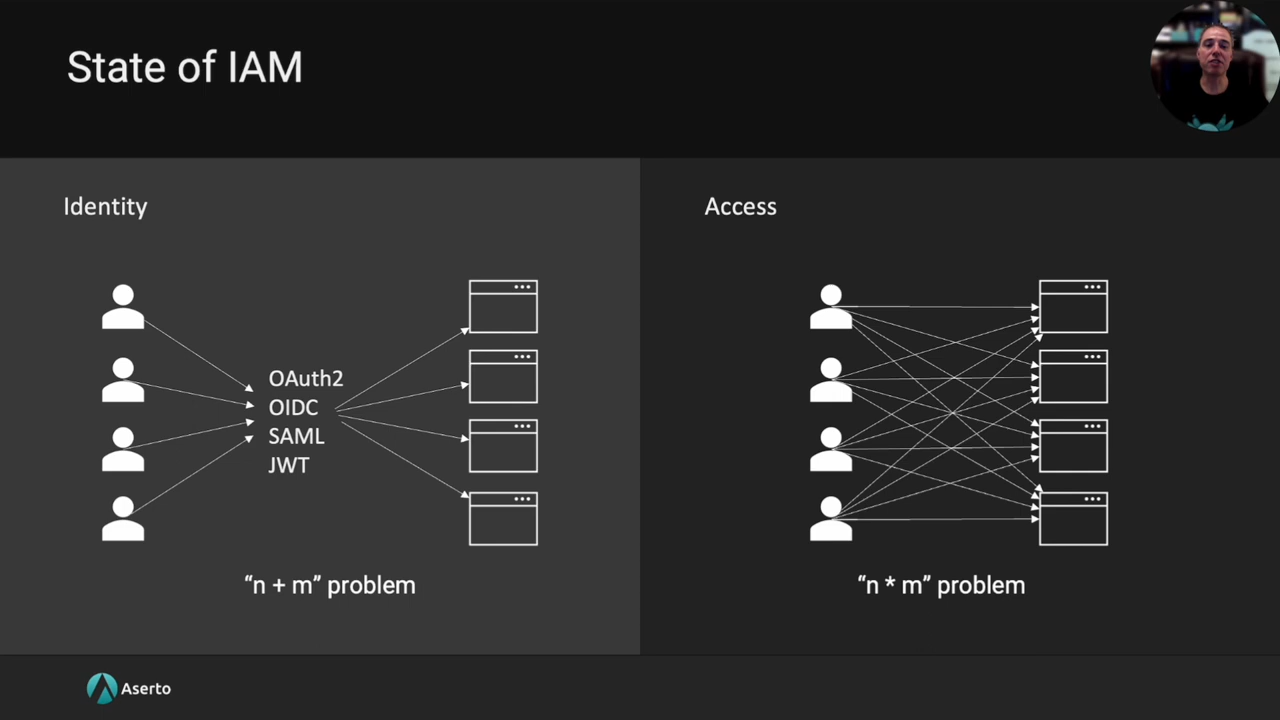 State of IAM
Identity
OAuth2
OIDC
SAML
JWT
“n + m” problem
Access
“n * m” problem
Aserto